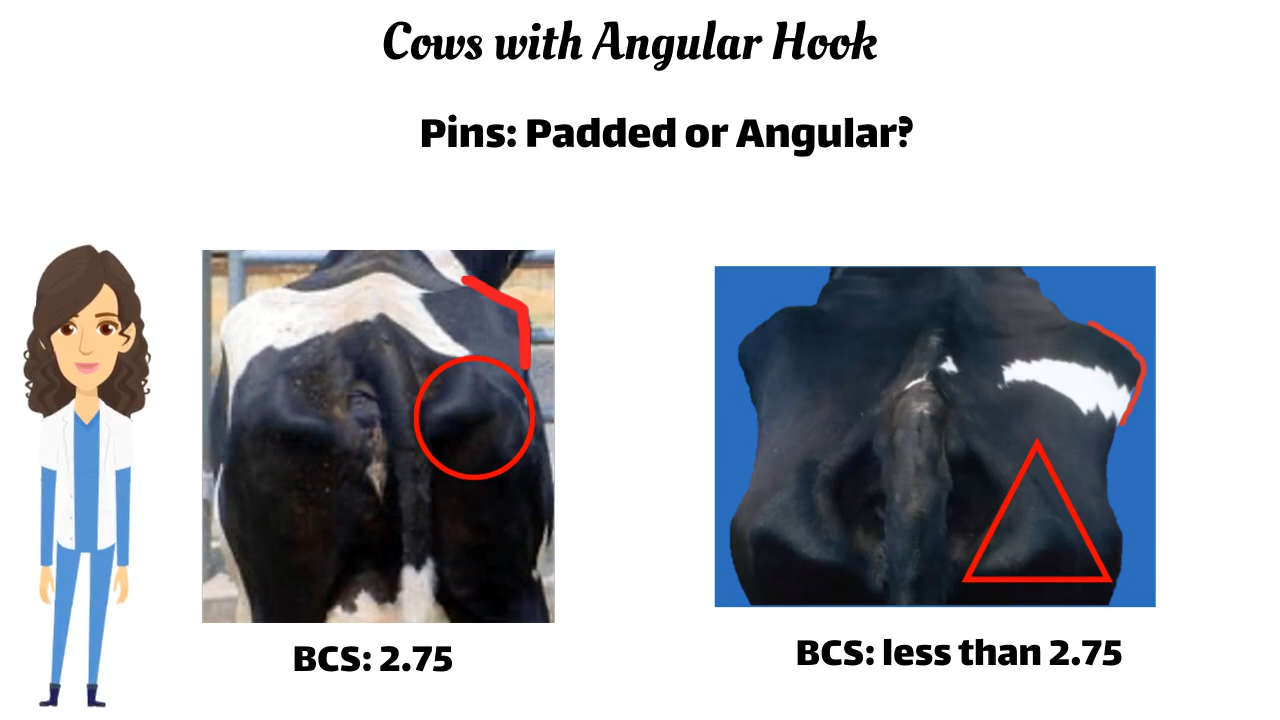 Cows with Angular Hook
Pins: Padded or Angular?
BCS: 2.75
BCS: less than 2.75